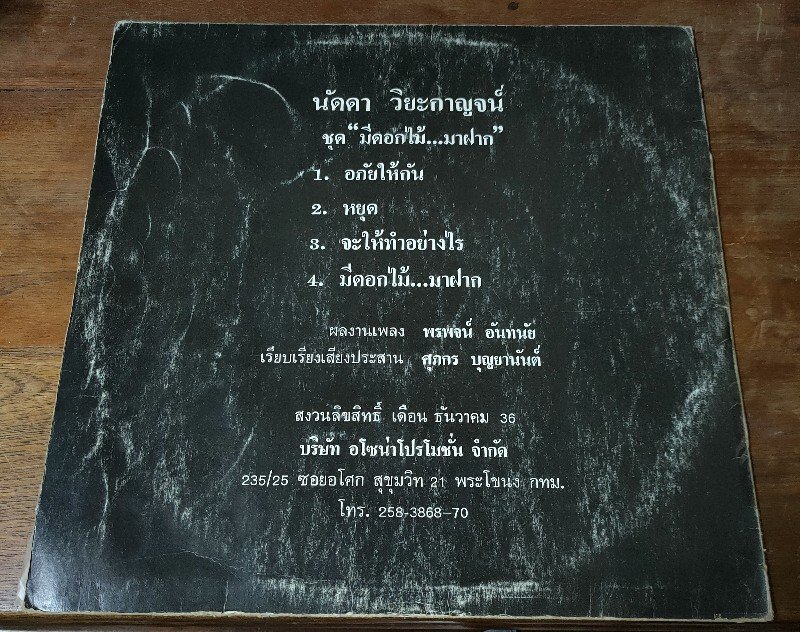 นัดดา วิยะกาญจน์
ชุด “มีดอกไม้...มาฝาก”
1. อภัยให้กัน
2. หยุด
3. จะให้ทำอย่างไร
4. มีดอกไม้...มาฝาก
ผลงานเพลง พรพจน์ อันทนัย
เรียบเรียงเสียงประสาน ศุภกร บุญยานันต์
สงวนลิขสิทธิ์ เดือน ธันวาคม 36
บริษัท อโซน่าโปรโมชั่น จำกัด
235/25 ซอยอโศก สุขุมวิท 21 พระโขนง กทม.
โทร. 258-3868-70